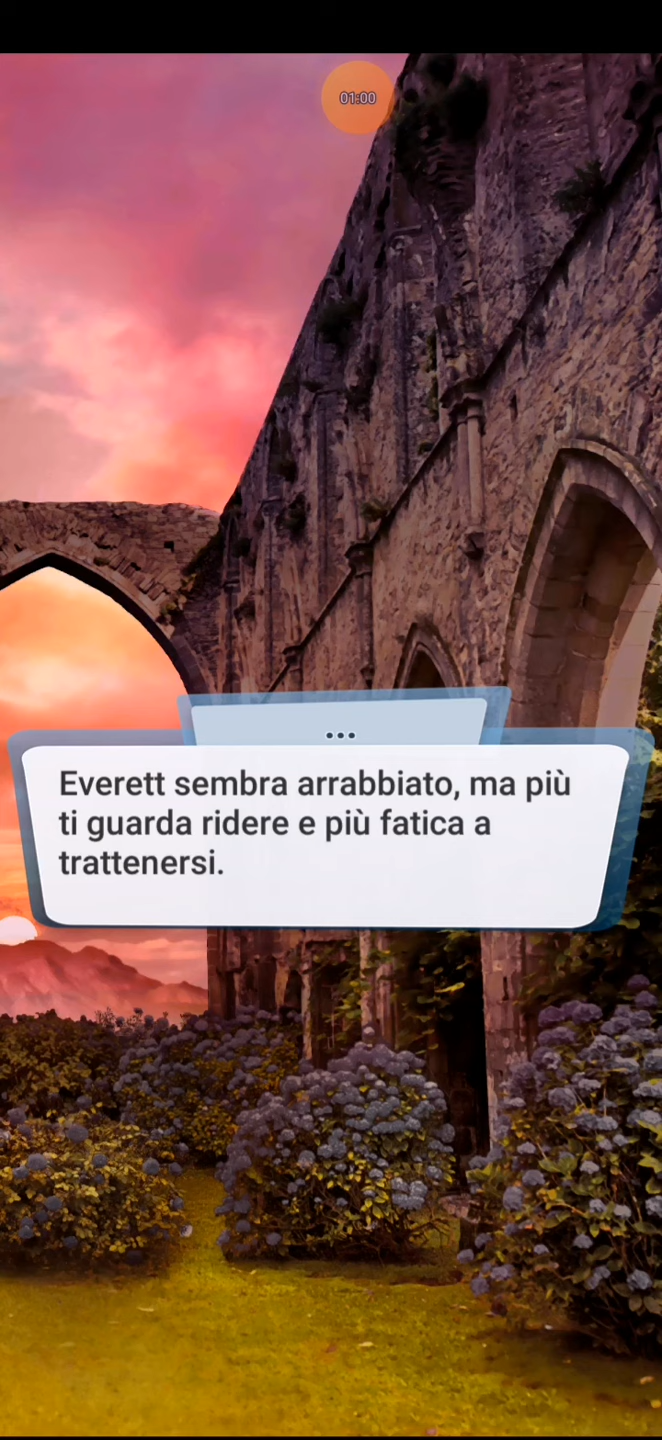 01:00
...
Everett sembra arrabbiato, ma più
ti guarda ridere e più fatica a
trattenersi.